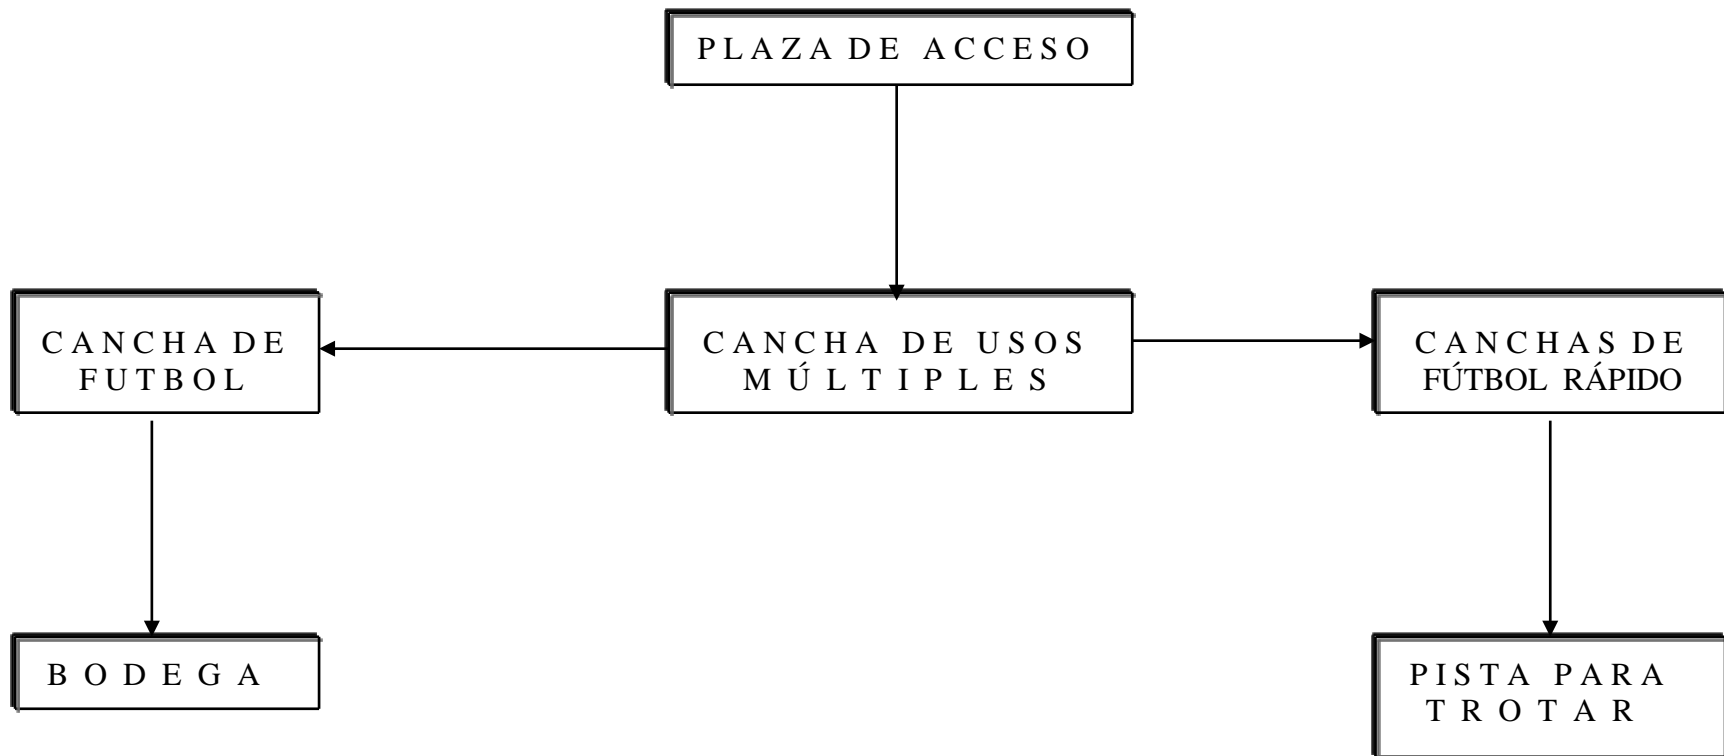 PLAZA DE ACCESO
CANCHA DE
FUTBOL
CANCHA DE USOS
MÚLTIPLES
CANCHAS DE
FÚTBOL RÁPIDO
BODEGA
PISTA PARA
TROTAR